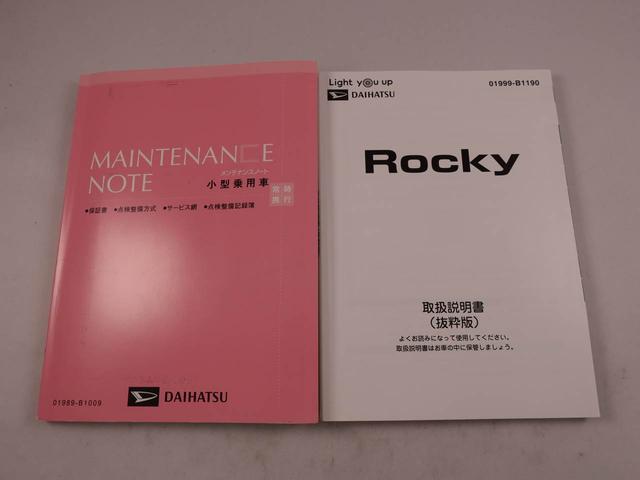 MAINTENANCE
NOTE
メンテナンスノート
小型乗用車
常時
携行
●保証書 ●点検整備方式 ●サービス網 ●点検整備記録簿
DAIHATSU
01989-B1009
Light you up
DAIHATSU
01999-B1190
Rocky
取扱説明書
（抜粋版）
よくお読みになって使用してください。
取扱説明書はお車の中に保管しましょう。